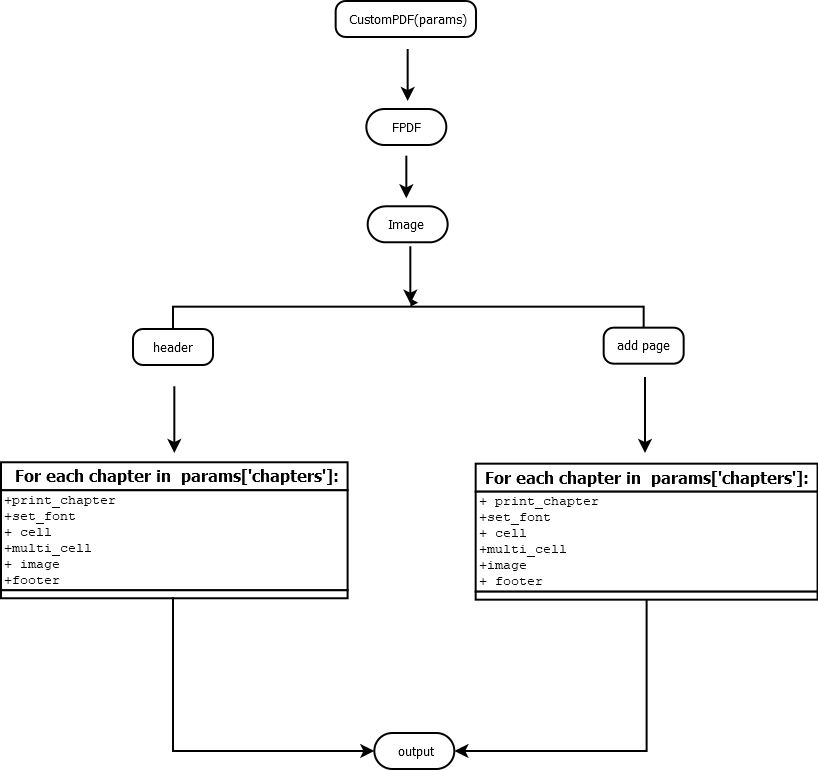 CustomPDF(params)
FPDF
Image
header
add page
For each chapter in  params['chapters']:
+print_chapter
+set_font
+ cell
+multi_cell
+ image
+footer
For each chapter in  params['chapters']:
+ print_chapter
+set_font
+ cell
+multi_cell
+image
+ footer
output